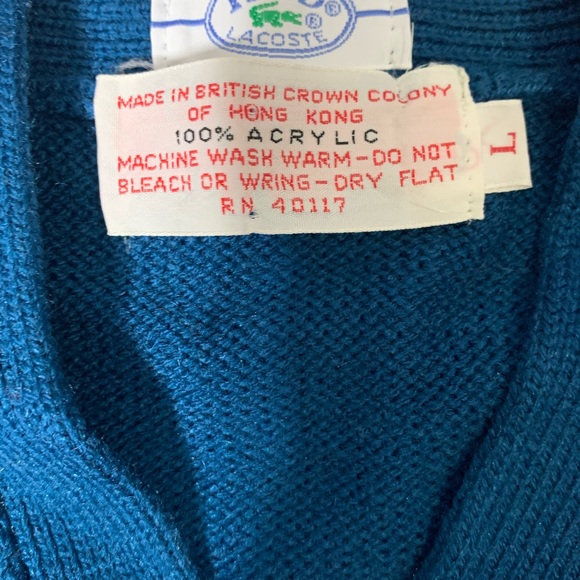 ® ®
LACOSTE
MADE IN BRITISH CROWN COLONY
OF HONG KONG
100% ACRYLIC
MACHINE WASH WARM-DO NOT
BLEACH OR WRING-DRY FLAT
RN 40117
L